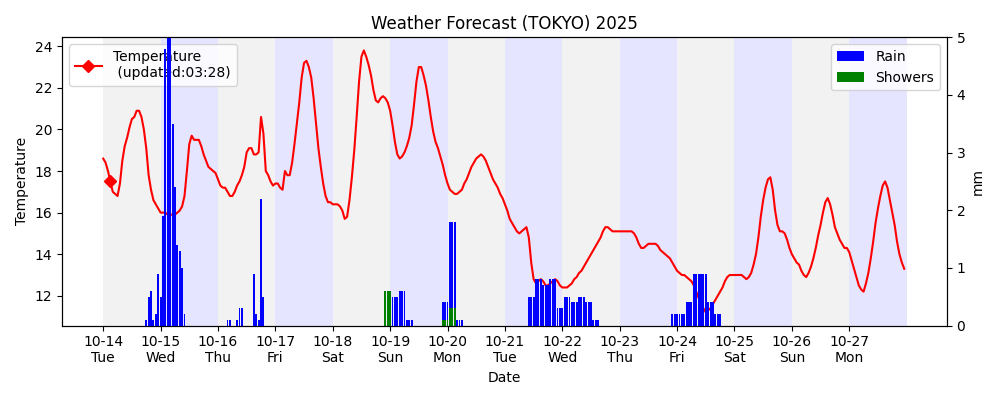 Weather Forecast (TOKYO) 2025
Temperature
(updated:03:28)
Rain
Showers
Temperature
24
22
20
18
16
14
12
5
4
3
2
1
0
mm
10-14 10-15 10-16 10-17 10-18 10-19 10-20 10-21 10-22 10-23 10-24 10-25 10-26 10-27
Tue Wed Thu Fri Sat Sun Mon Tue Wed Thu Fri Sat Sun Mon
Date